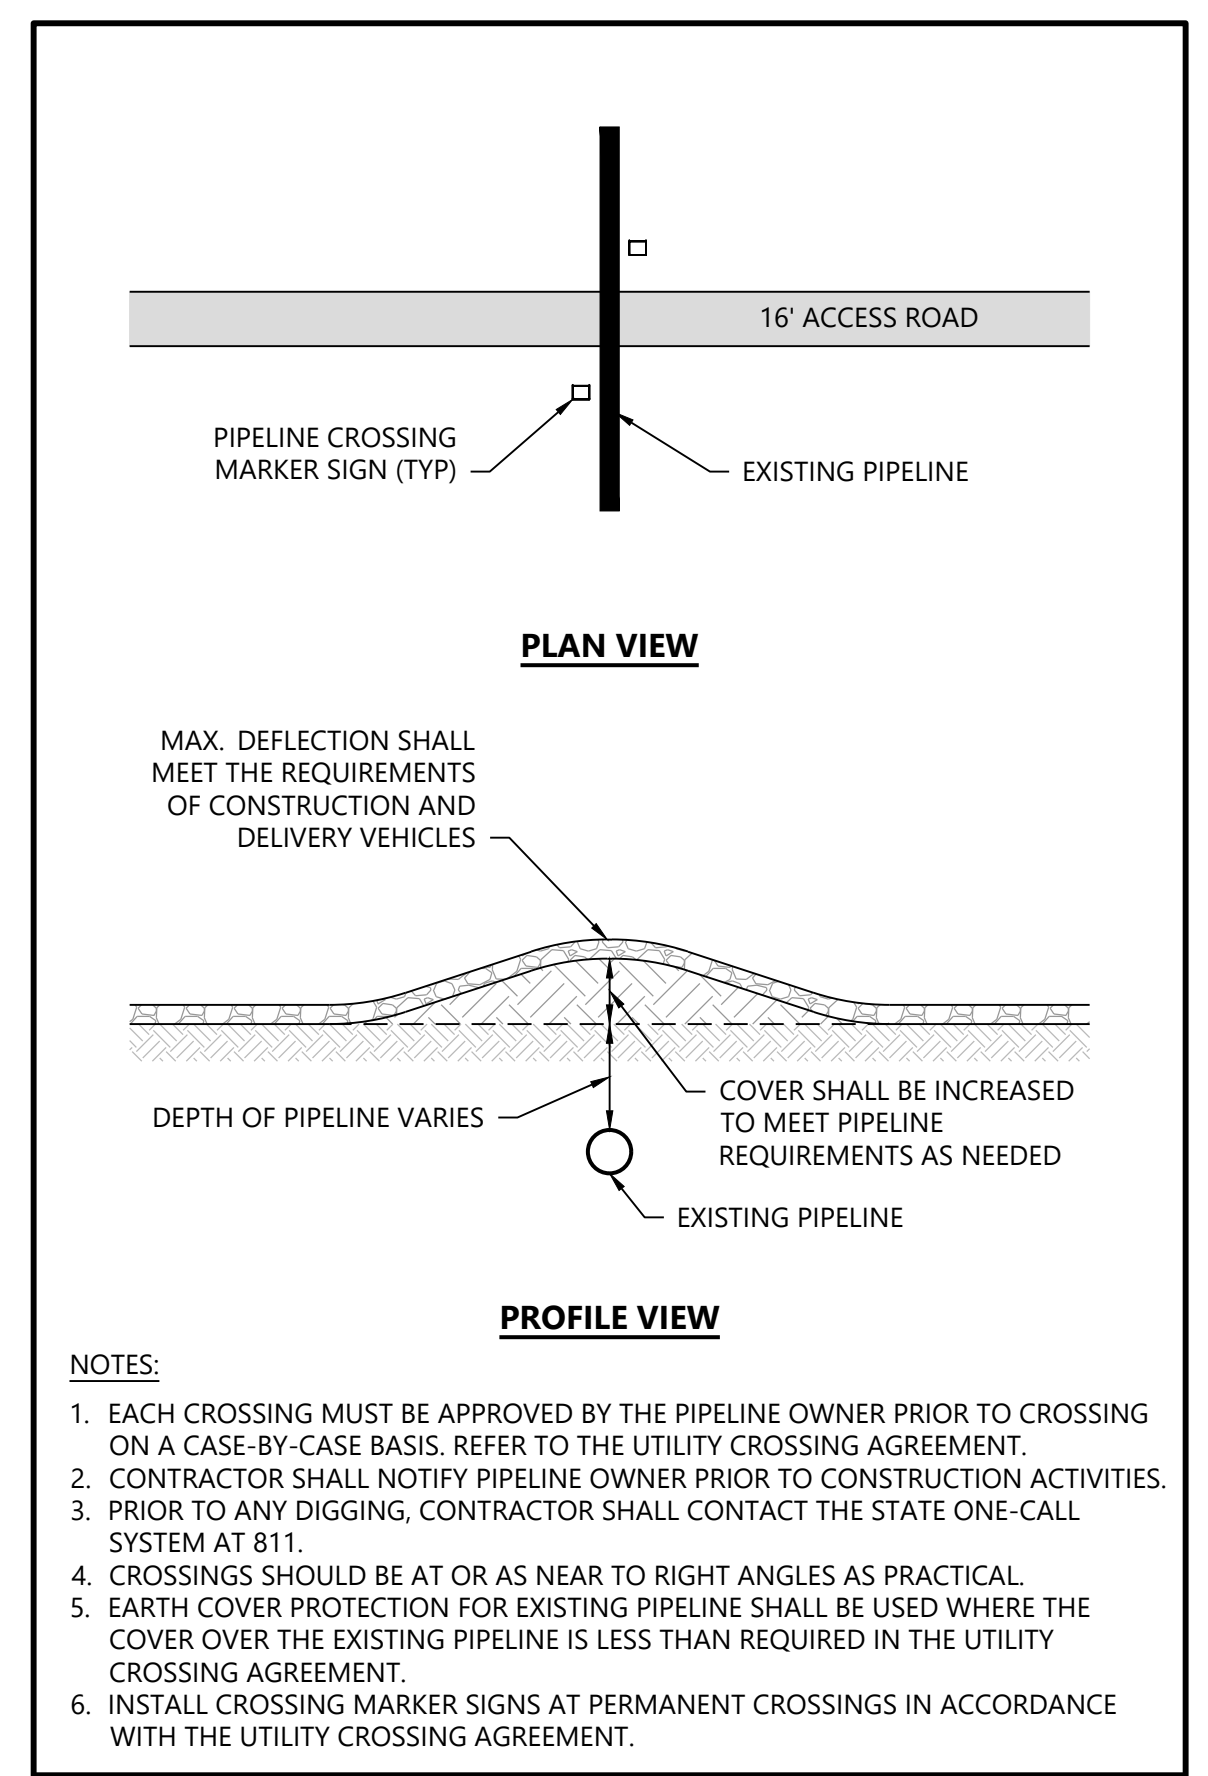 16' ACCESS ROAD
PIPELINE CROSSING
MARKER SIGN (TYP)
EXISTING PIPELINE
PLAN VIEW
MAX. DEFLECTION SHALL
MEET THE REQUIREMENTS
OF CONSTRUCTION AND
DELIVERY VEHICLES
DEPTH OF PIPELINE VARIES
COVER SHALL BE INCREASED
TO MEET PIPELINE
REQUIREMENTS AS NEEDED
EXISTING PIPELINE
PROFILE VIEW
NOTES:
1. EACH CROSSING MUST BE APPROVED BY THE PIPELINE OWNER PRIOR TO CROSSING
ON A CASE-BY-CASE BASIS. REFER TO THE UTILITY CROSSING AGREEMENT.
2. CONTRACTOR SHALL NOTIFY PIPELINE OWNER PRIOR TO CONSTRUCTION ACTIVITIES.
3. PRIOR TO ANY DIGGING, CONTRACTOR SHALL CONTACT THE STATE ONE-CALL
SYSTEM AT 811.
4. CROSSINGS SHOULD BE AT OR AS NEAR TO RIGHT ANGLES AS PRACTICAL.
5. EARTH COVER PROTECTION FOR EXISTING PIPELINE SHALL BE USED WHERE THE
COVER OVER THE EXISTING PIPELINE IS LESS THAN REQUIRED IN THE UTILITY
CROSSING AGREEMENT.
6. INSTALL CROSSING MARKER SIGNS AT PERMANENT CROSSINGS IN ACCORDANCE
WITH THE UTILITY CROSSING AGREEMENT.